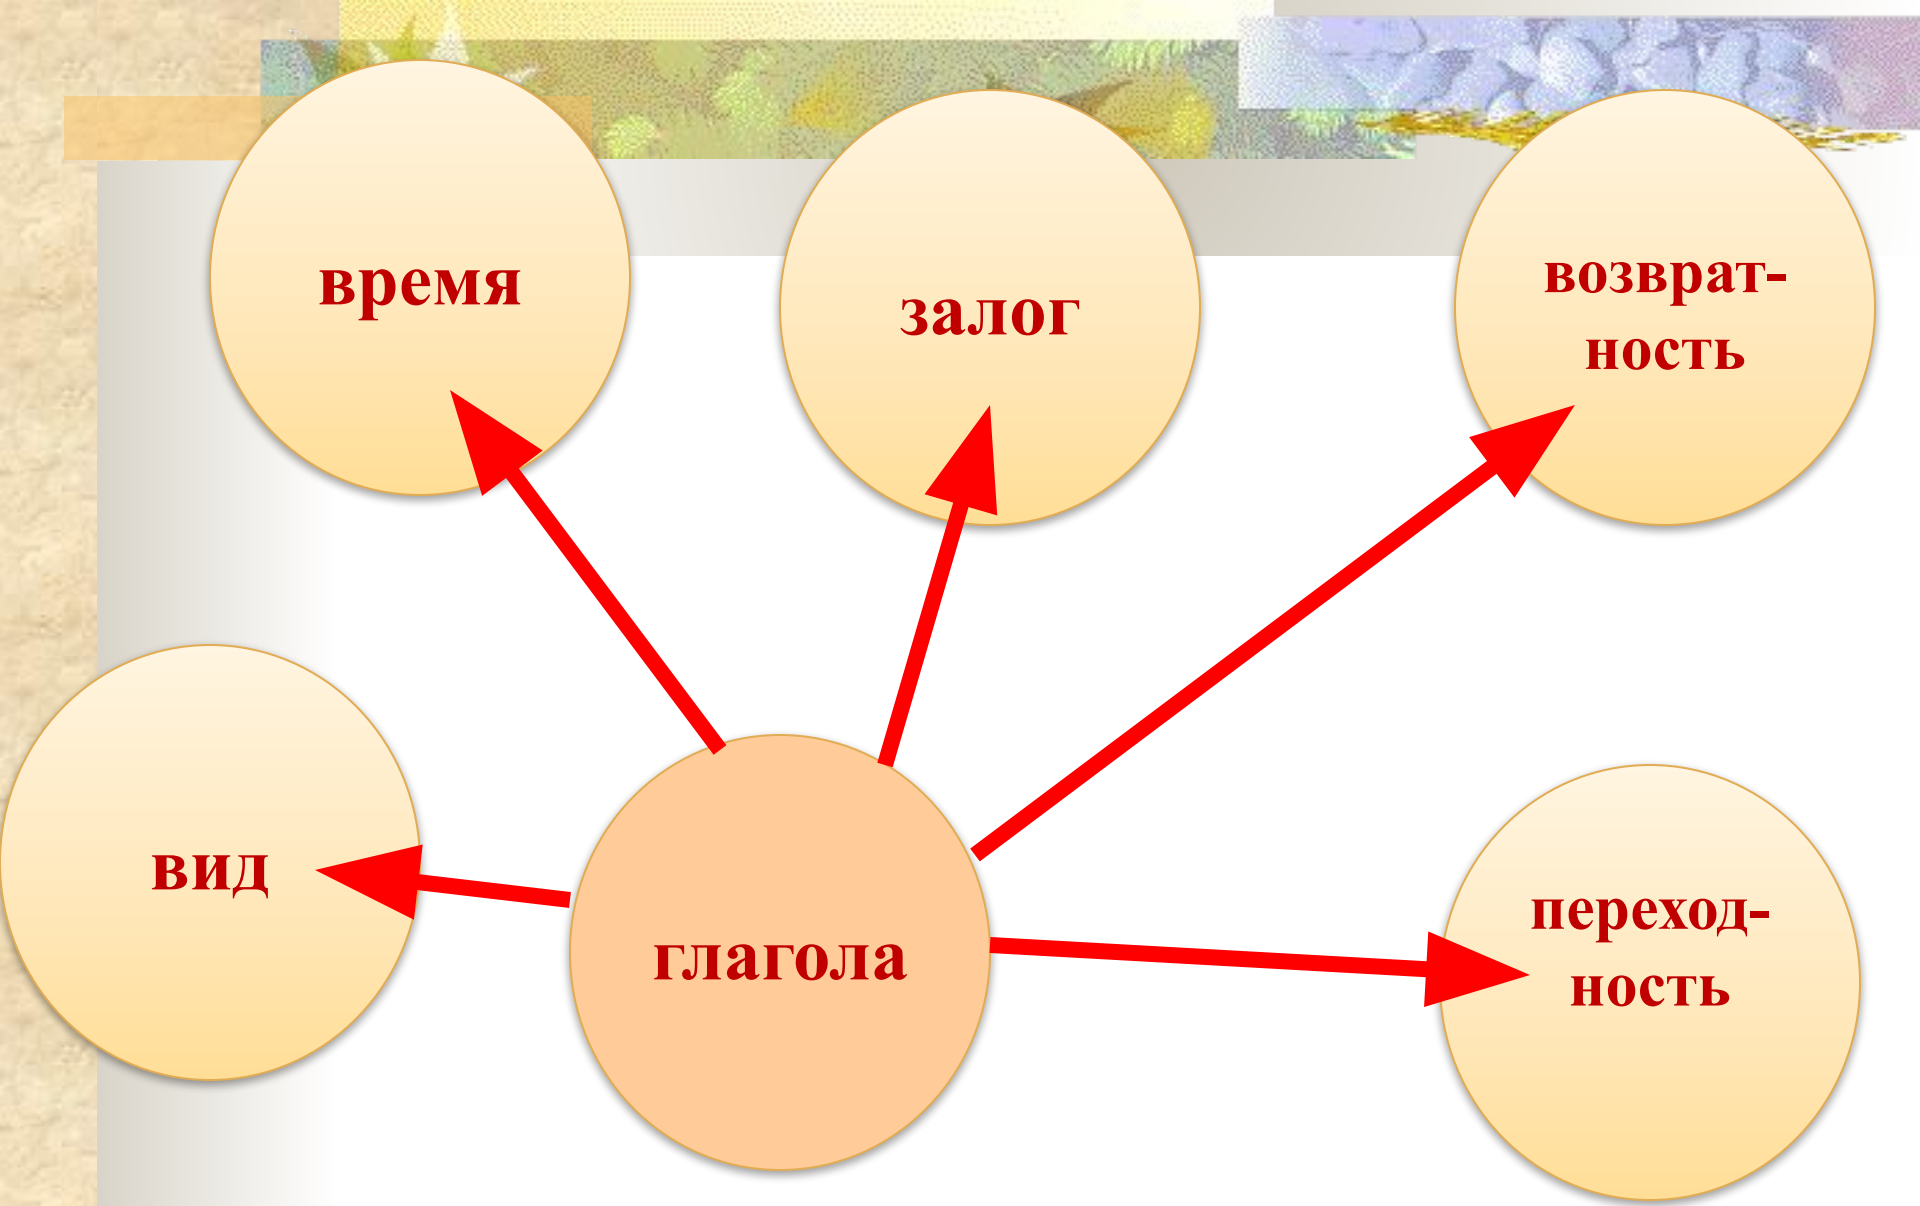 время
залог
возврат-
ность
вид
глагола
переход-
ность